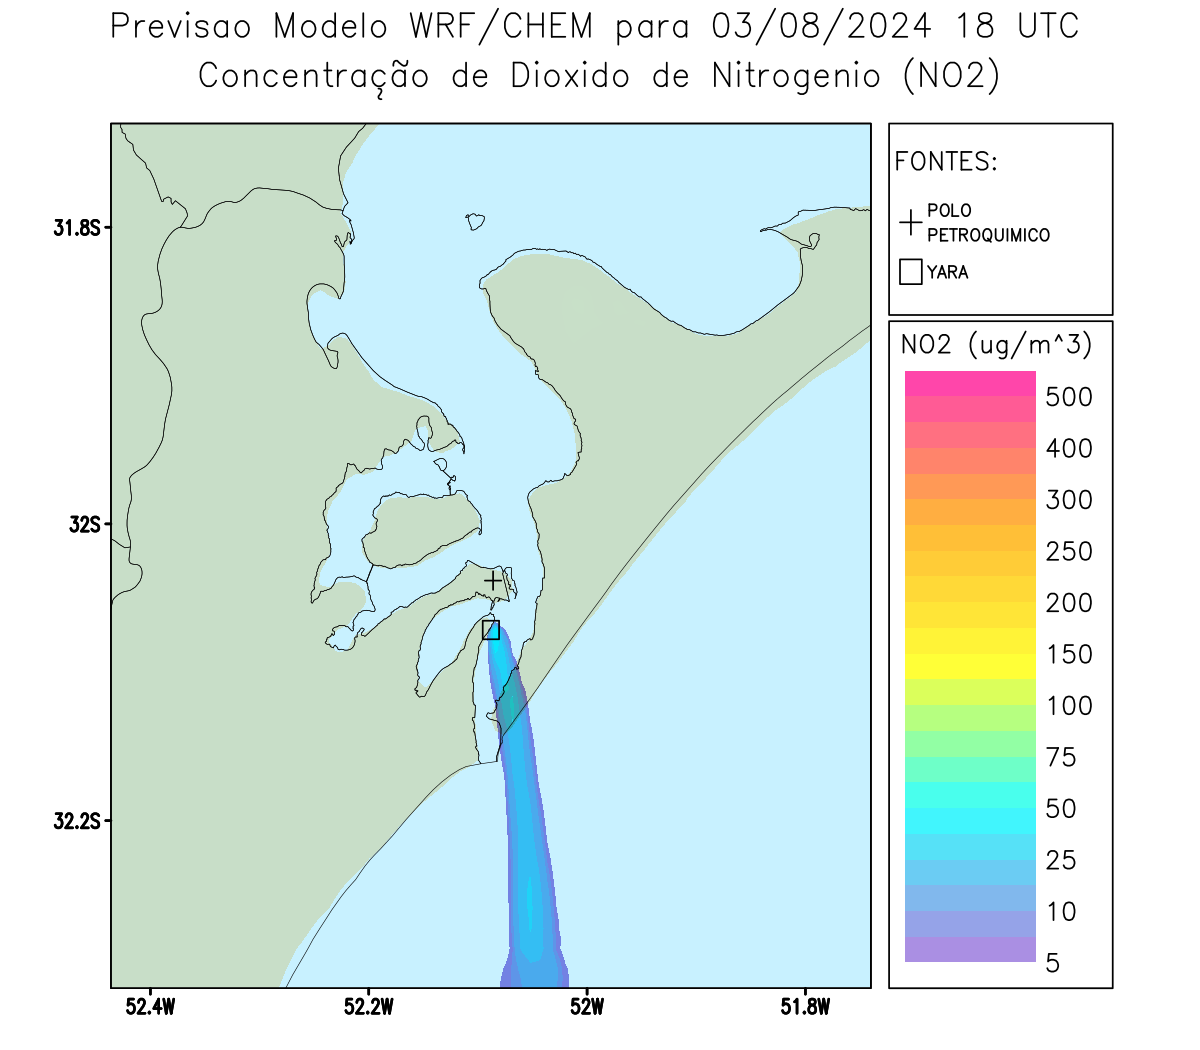 Previsao Modelo WRF/CHEM para 03/08/2024 18 UTC
Concentração de Dioxido de Nitrogenio (NO2)
FONTES:
POLO
PETROQUIMICO
YARA
NO2 (ug/m^3)
500
400
300
250
200
150
100
75
50
25
10
5
31.8S
32S
32.2S
52.4W
52.2W
52W
51.8W